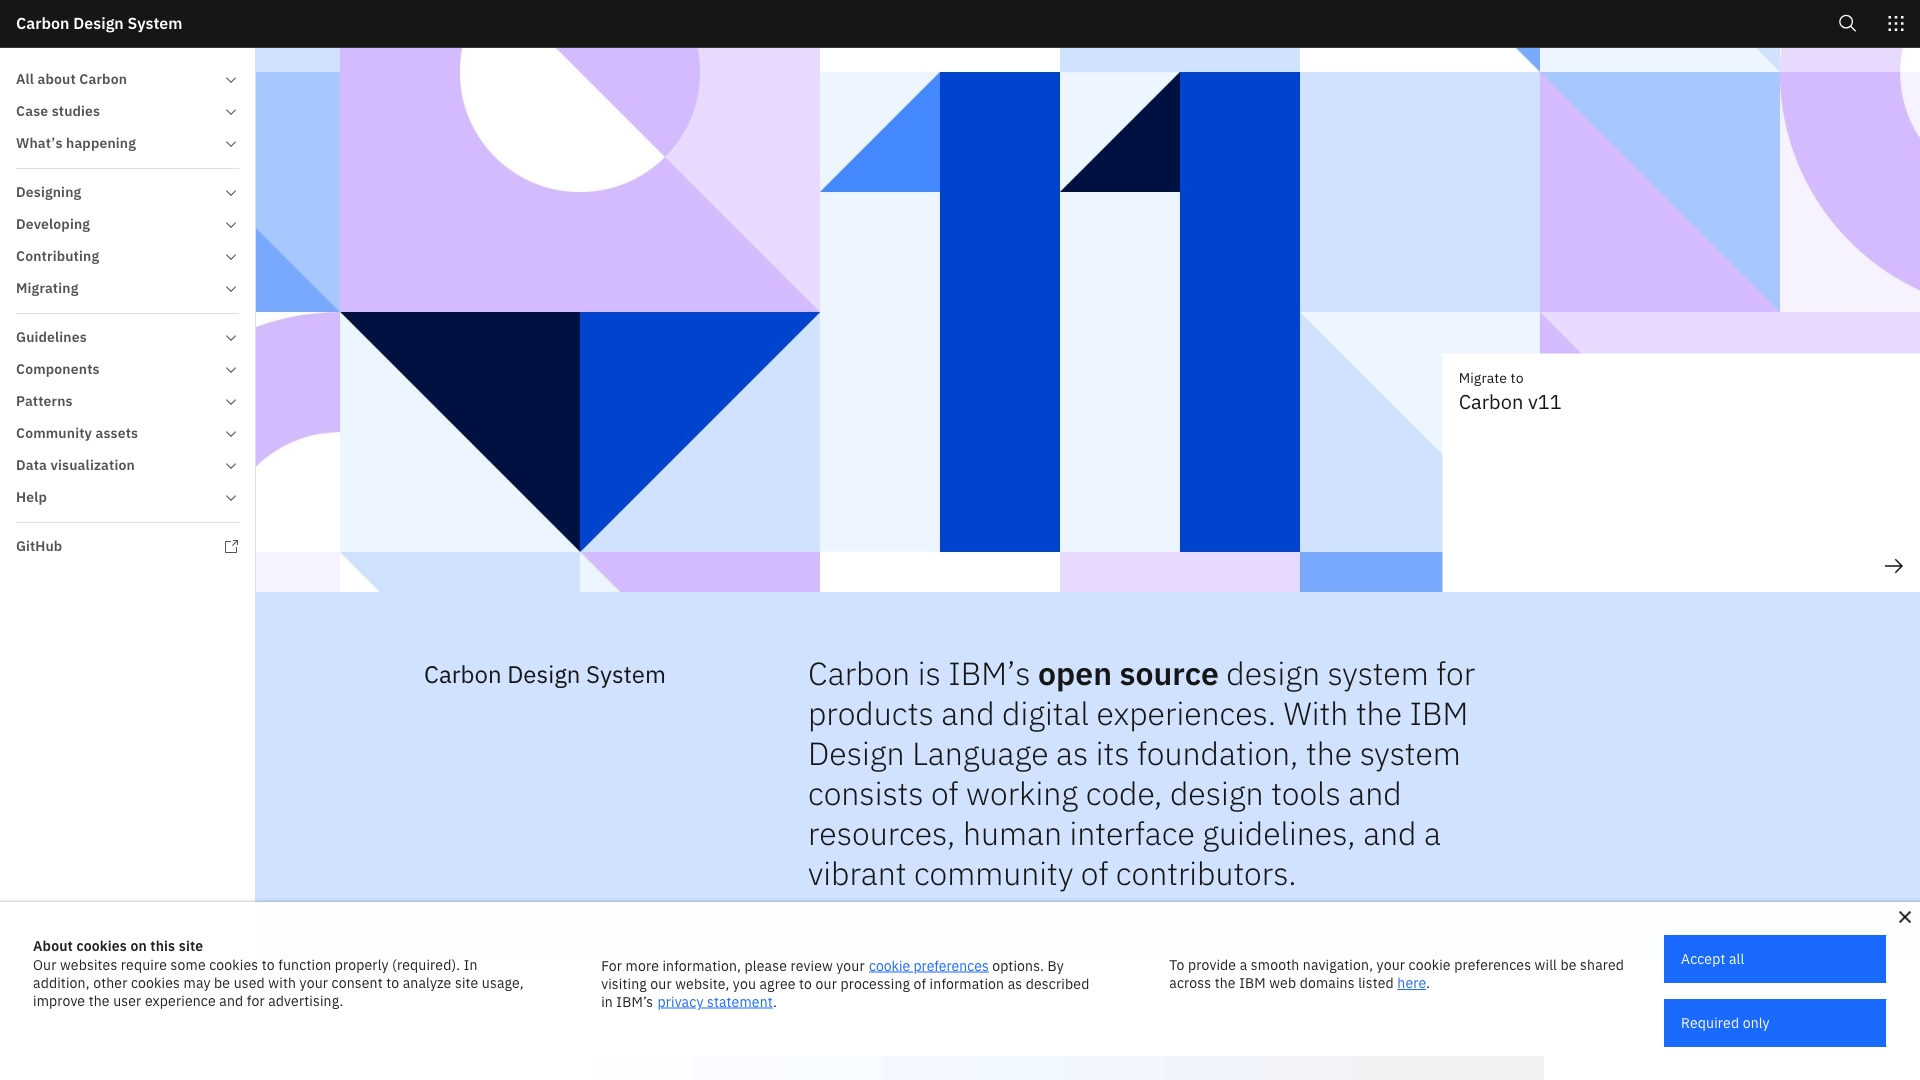 Carbon Design System
All about Carbon
Case studies
What’s happening
Designing
Developing
Contributing
Migrating
Guidelines
Components
Patterns
Community assets
Data visualization
Help
GitHub
Migrate to
Carbon v11
Carbon Design System
Carbon is IBM’s open source design system for
products and digital experiences. With the IBM
Design Language as its foundation, the system
consists of working code, design tools and
resources, human interface guidelines, and a
vibrant community of contributors.
About cookies on this site
Our websites require some cookies to function properly (required). In
addition, other cookies may be used with your consent to analyze site usage,
improve the user experience and for advertising.
For more information, please review your cookie preferences options. By
visiting our website, you agree to our processing of information as described
in IBM’s privacy statement.
To provide a smooth navigation, your cookie preferences will be shared
across the IBM web domains listed here.
Accept all
Required only